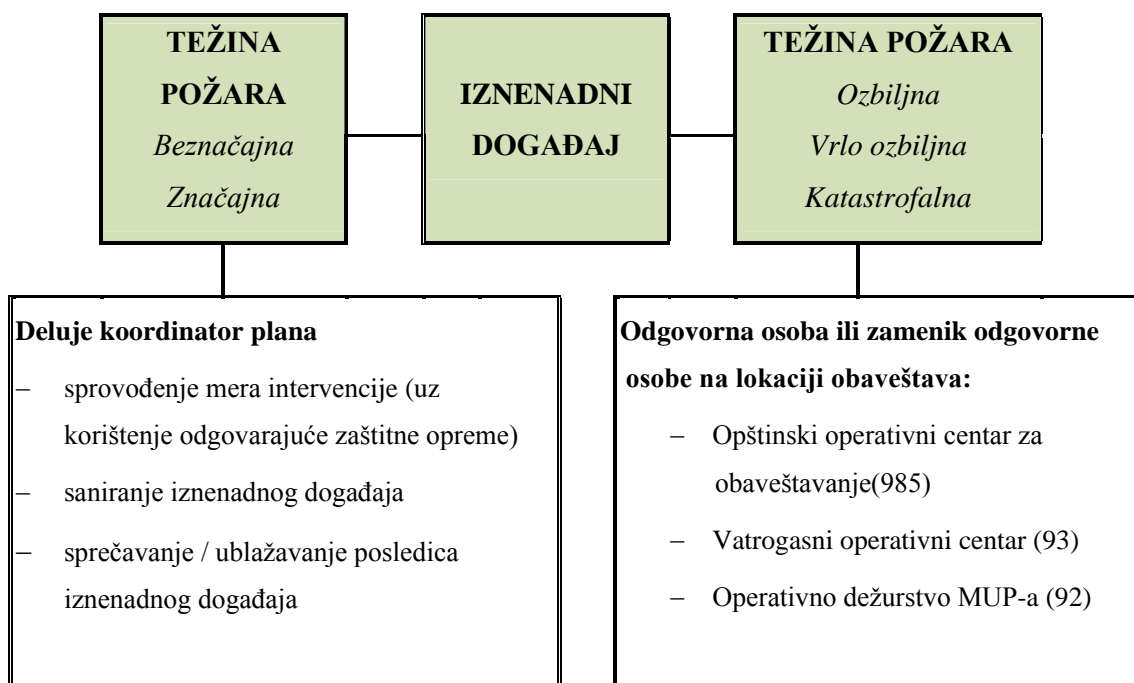 TEŽINA
POŽARA
Beznačajna
Značajna
IZNENADNI
DOGAĐAJ
TEŽINA POŽARA
Ozbiljna
Vrlo ozbiljna
Katastrofalna
Deluje koordinator plana
– sprovođenje mera intervencije (uz
korištenje odgovarajuće zaštitne opreme)
– saniranje iznenadnog događaja
– sprečavanje / ublažavanje posledica
iznenadnog događaja
Odgovorna osoba ili zamenik odgovorne
osobe na lokaciji obaveštava:
– Opštinski operativni centar za
obaveštavanje(985)
– Vatrogasni operativni centar (93)
– Operativno dežurstvo MUP-a (92)